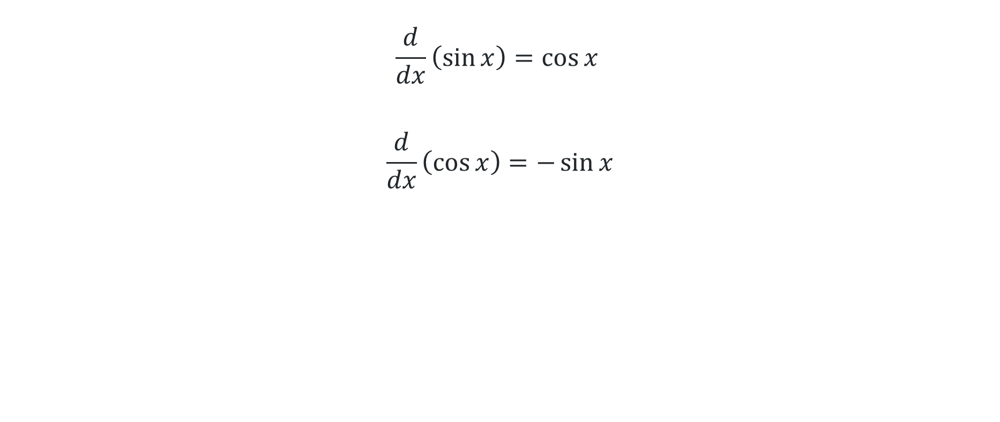 d/dx (sin x) = cos x
d/dx (cos x) = − sin x